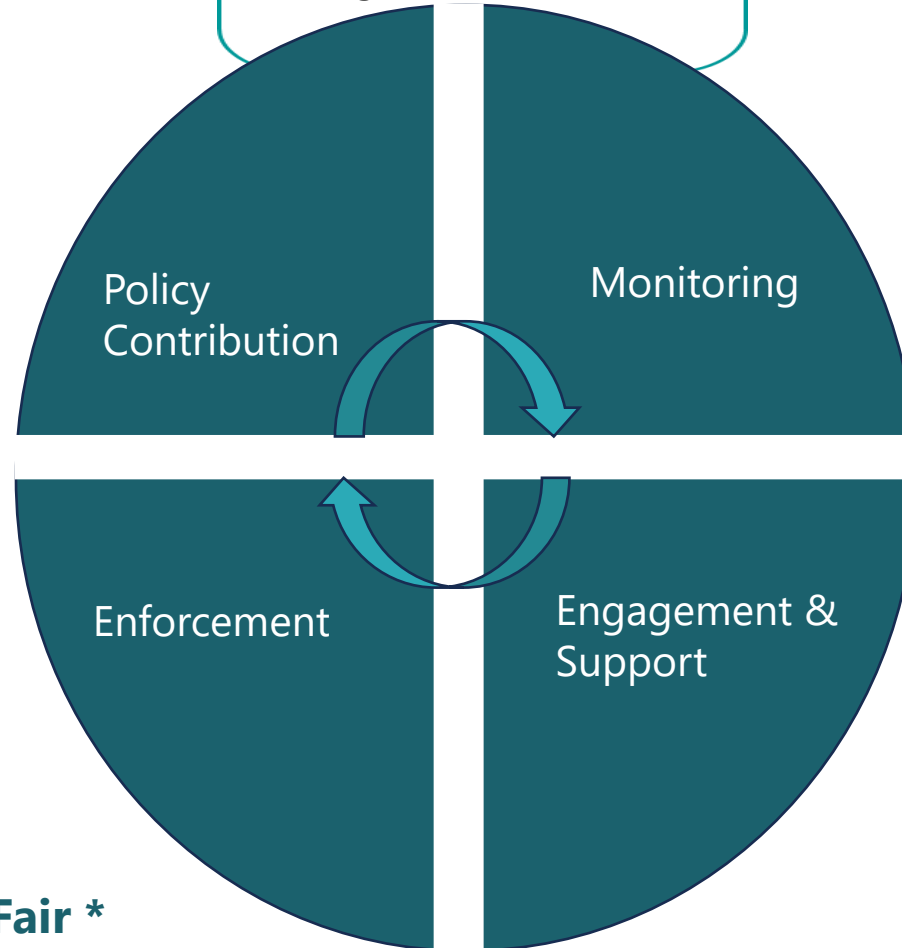 Policy
Contribution
Monitoring
Enforcement
Engagement &
Support
Fair *